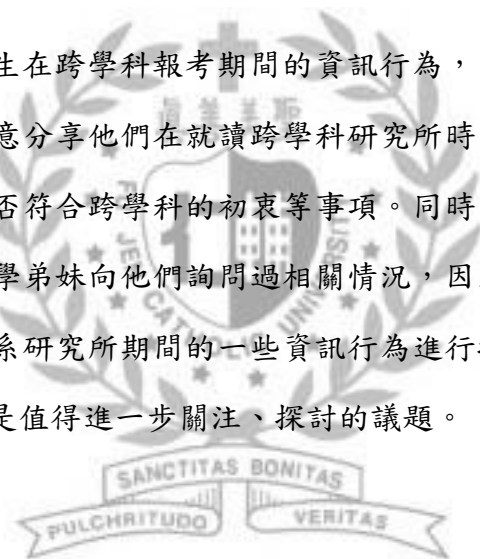 生在跨學科報考期間的資訊行為，
意分享他們在就讀跨學科研究所時
否符合跨學科的初衷等事項。同時
學弟妹向他們詢問過相關情況，因
系研究所期間的一些資訊行為進行
是值得進一步關注、探討的議題。
SANCTITAS BONITAS
PULCHRITUDO VERITAS